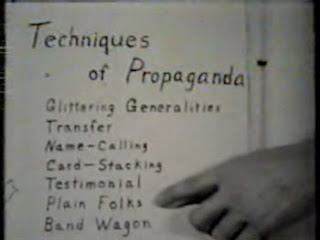 Techniques
of Propaganda
Glittering Generalities
Transfer
Name-Calling
Card-Stacking
Testimonial
Plain Folks
Band Wagon